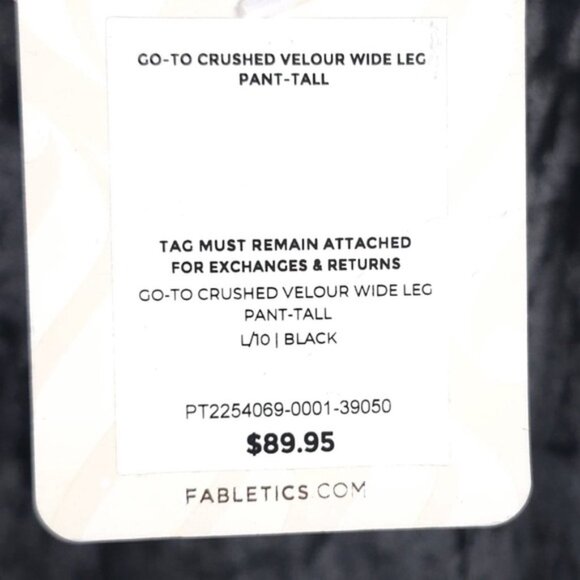 GO-TO CRUSHED VELOUR WIDE LEG
PANT-TALL
TAG MUST REMAIN ATTACHED
FOR EXCHANGES & RETURNS
GO-TO CRUSHED VELOUR WIDE LEG
PANT-TALL
L/10 | BLACK
PT2254069-0001-39050
$89.95
FABLETICS.COM